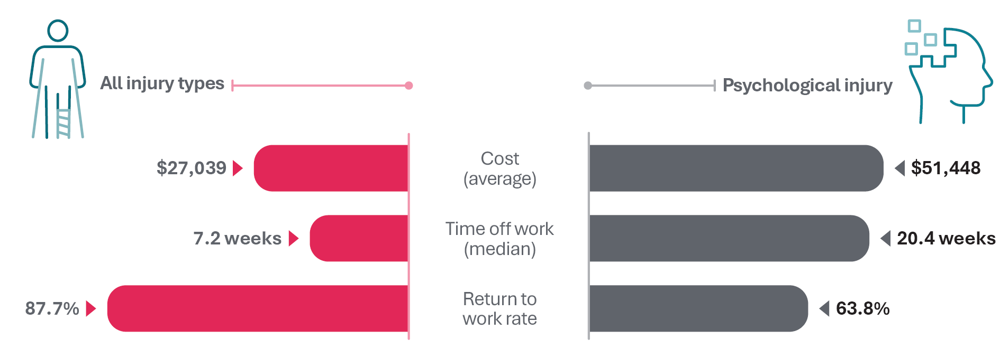 All injury types
Psychological injury
$27,039
Cost
(average)
$51,448
7.2 weeks
Time off work
(median)
20.4 weeks
87.7%
Return to
work rate
63.8%